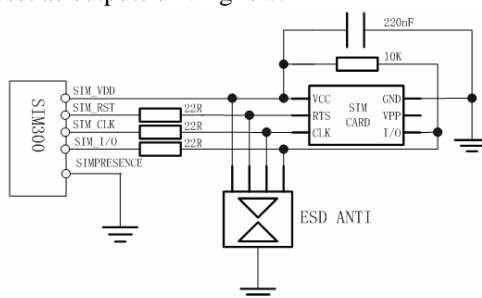 220nF
10K
SIM_VDD
SIM_RST
SIM_CLK
SIM_I/O
SIMPRESENCE
SIM300
22R
22R
22R
VCC
RTS
CLK
SIM
CARD
GND
VPP
I/O
ESD ANTI